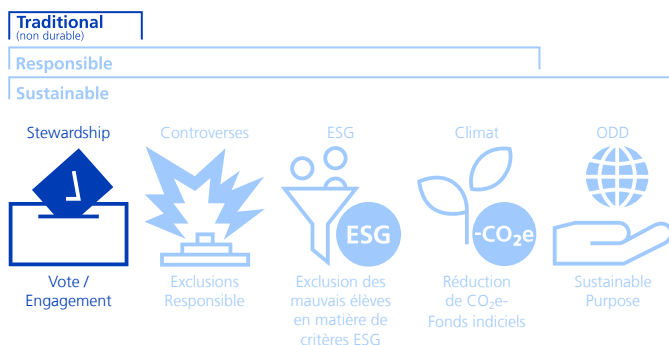 Traditional
(non durable)
Responsible
Sustainable
Stewardship
Controverses
ESG
Climat
ODD
ESG
-CO₂e
Vote /
Engagement
Exclusions
Responsible
Exclusion des
mauvais élèves
en matière de
critères ESG
Réduction
de CO₂e-
Fonds indiciels
Sustainable
Purpose